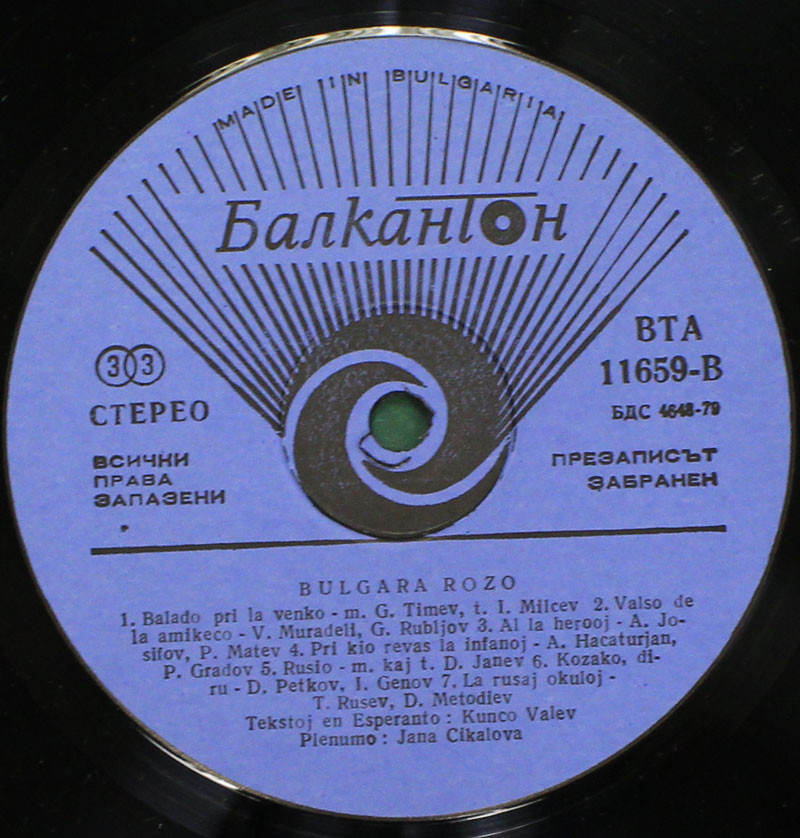 MADE IN BULGARIA
Балкантон
33
СТЕРЕО
ВСИЧКИ
ПРАВА
ЗАПАЗЕНИ
ВТА
11659-В
БДС 4648-79
ПРЕЗАПИСЪТ
ЗАБРАНЕН
BULGARA ROZO
1. Balado pri la venko - m. G. Timev, t. I. Milcev 2. Valso de
la amikeco - V. Muradeli, G. Rubljov 3. Al la herooj - A. Jo-
sifov, P. Matev 4. Pri kio revas la infanoj - A. Hacaturjan,
P. Gradov 5. Rusio - m. kaj t. D. Janev 6. Kozako, di-
ru - D. Petkov, I. Genov 7. La rusaj okuloj -
T. Rusev, D. Metodiev
Tekstoj en Esperanto : Kunco Valev
Plenumo : Jana Cikalova